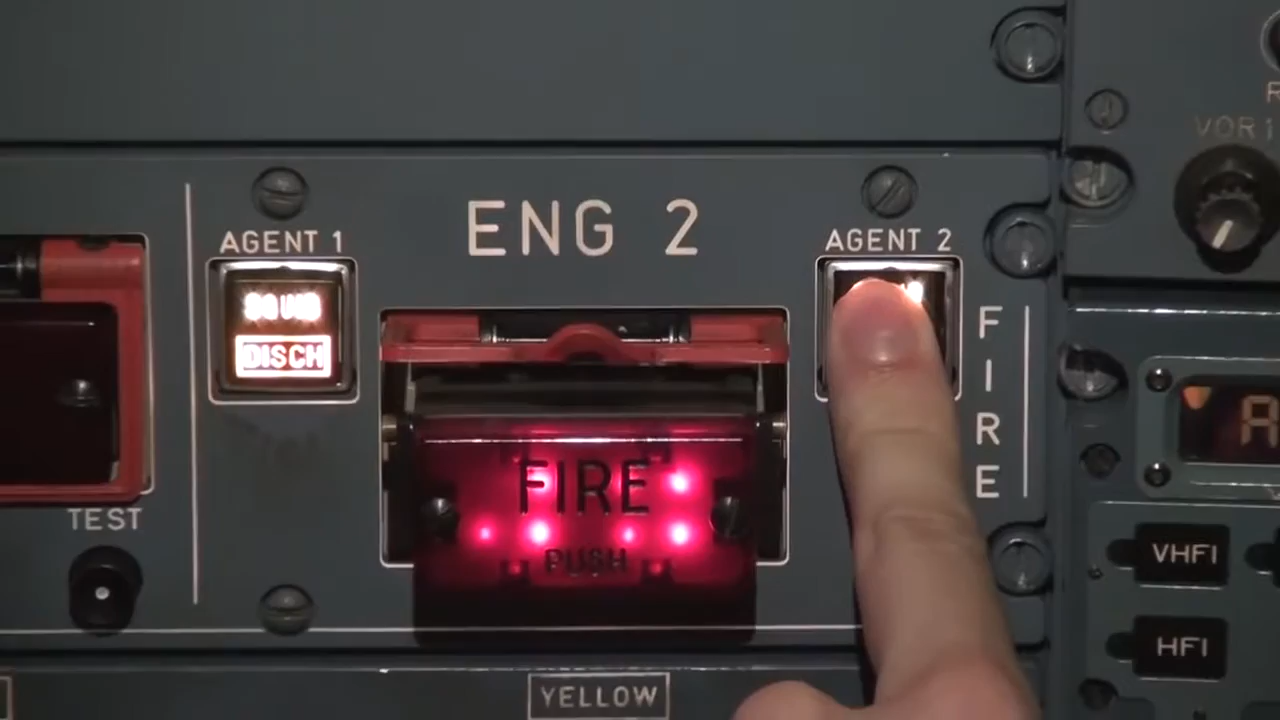 ENG 2
AGENT 1
AGENT 2
SQUIB
DISCH
FIRE
PUSH
FIRE
TEST
YELLOW
VOR 1
VHF1
HF1
A